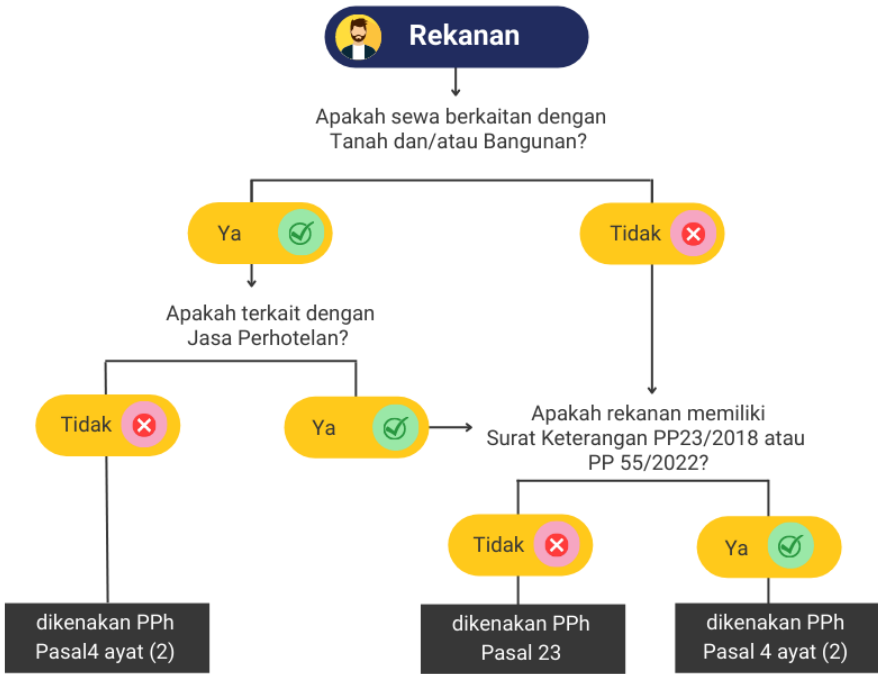 Rekanan
Apakah sewa berkaitan dengan
Tanah dan/atau Bangunan?
Ya
Tidak
Apakah terkait dengan
Jasa Perhotelan?
Tidak
Ya
Apakah rekanan memiliki
Surat Keterangan PP23/2018 atau
PP 55/2022?
Tidak
Ya
dikenakan PPh
Pasal4 ayat (2)
dikenakan PPh
Pasal 23
dikenakan PPh
Pasal 4 ayat (2)